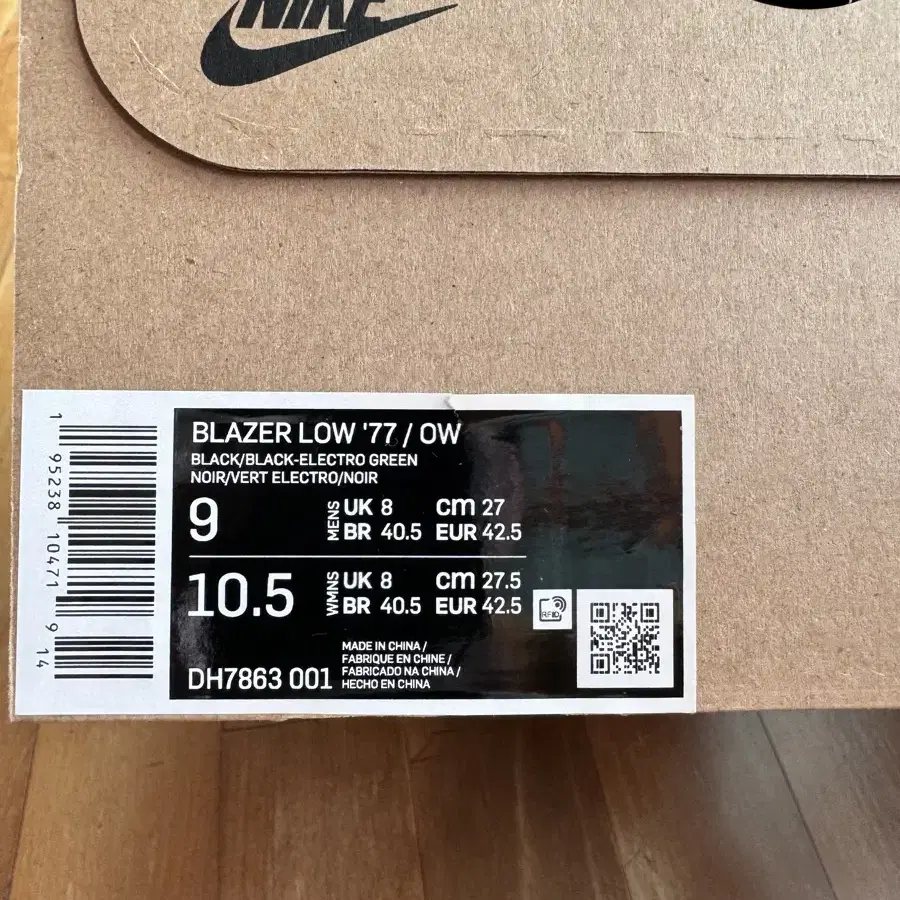 NIKE
BLAZER LOW '77 / OW
BLACK/BLACK-ELECTRO GREEN
NOIR/VERT ELECTRO/NOIR
9 MENS UK 8 cm 27
BR 40.5 EUR 42.5
10.5 WMNS UK 8 cm 27.5
BR 40.5 EUR 42.5
RFID
MADE IN CHINA /
FABRIQUE EN CHINE /
FABRICADO NA CHINA /
HECHO EN CHINA
DH7863 001
1 95238 10471 9 14